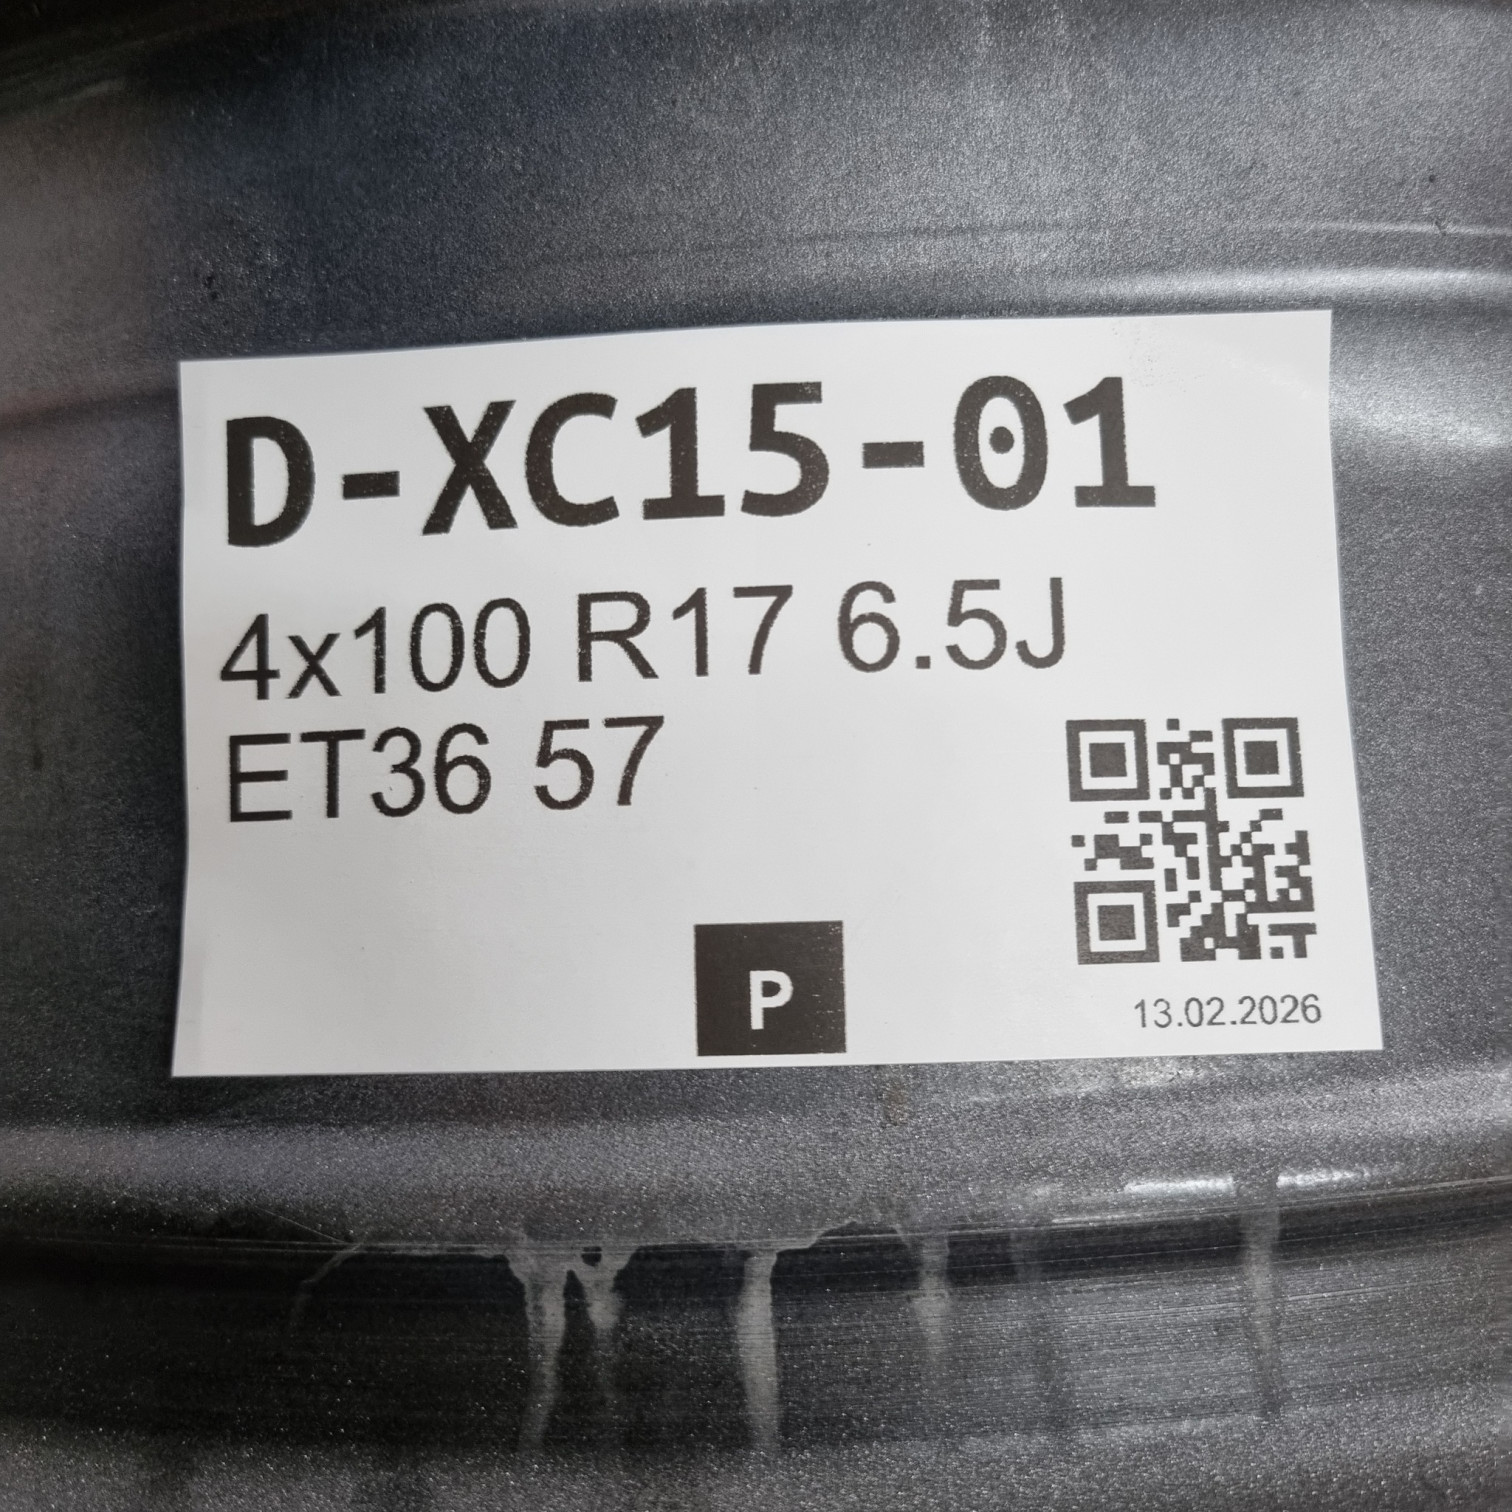 D-XC15-01
4x100 R17 6.5J
ET36 57
P
13.02.2026